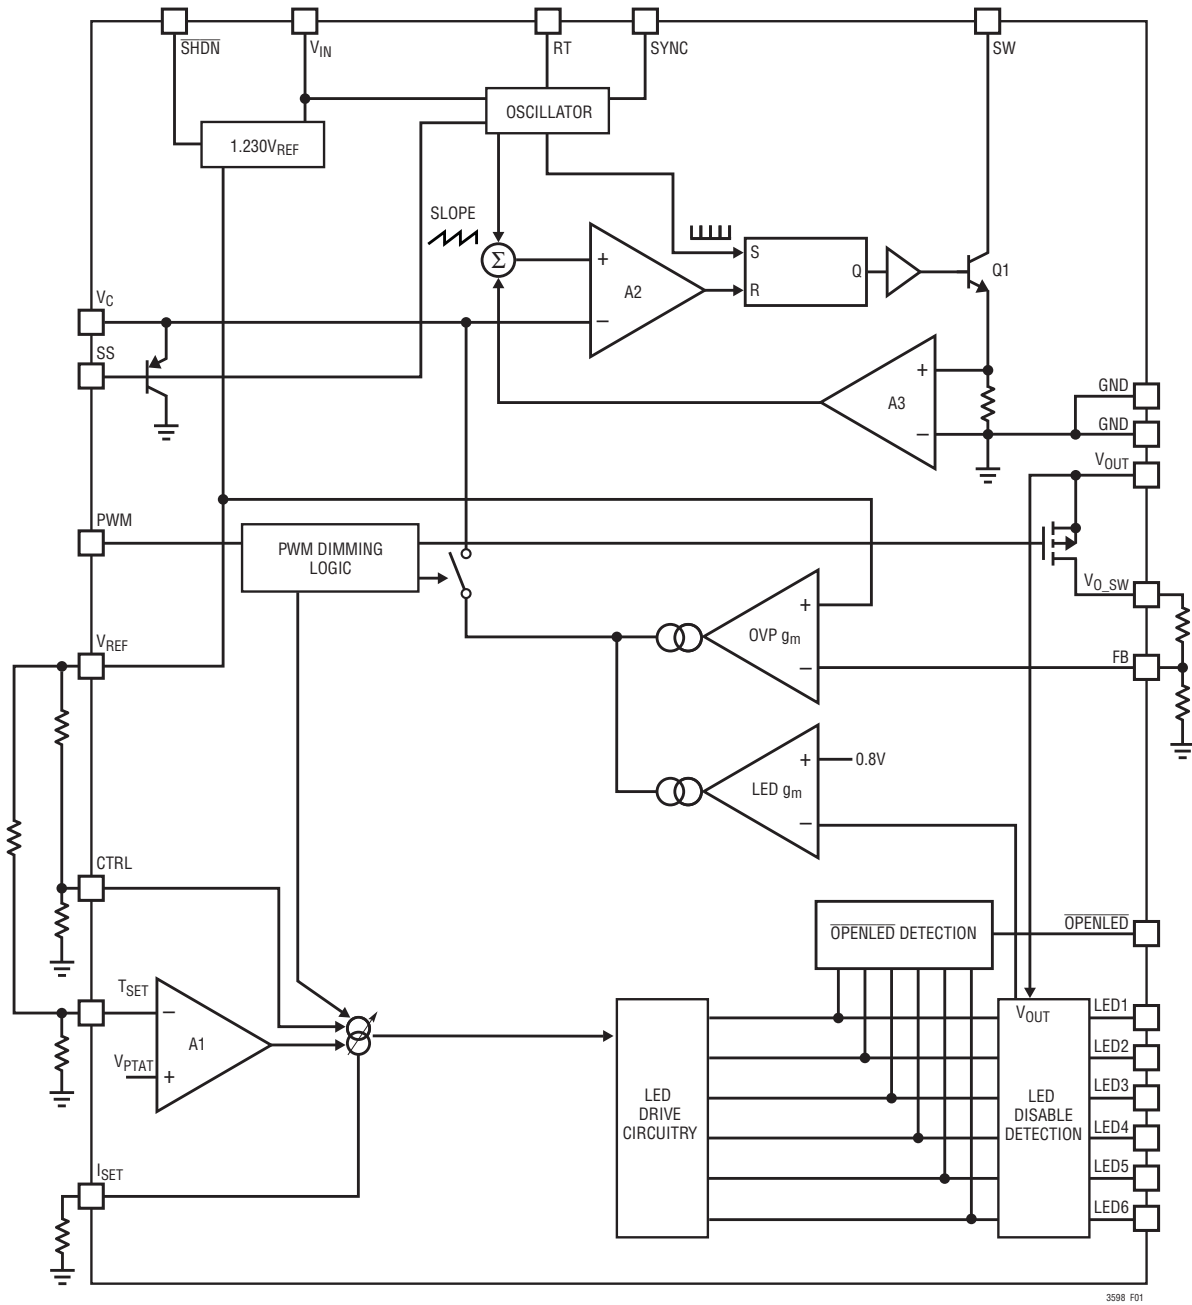 SHDN
VIN
RT
SYNC
SW
OSCILLATOR
1.230VREF
SLOPE
Σ
+
−
A2
S
R
Q
Q1
VC
SS
+
−
A3
GND
GND
VOUT
PWM
PWM DIMMING
LOGIC
VO_SW
+
−
OVP gm
VREF
FB
+
−
LED gm
0.8V
CTRL
OPENLED
OPENLED DETECTION
TSET
−
+
A1
VPTAT
VOUT
LED1
LED2
LED3
LED4
LED5
LED6
LED
DRIVE
CIRCUITRY
LED
DISABLE
DETECTION
ISET
3598 F01